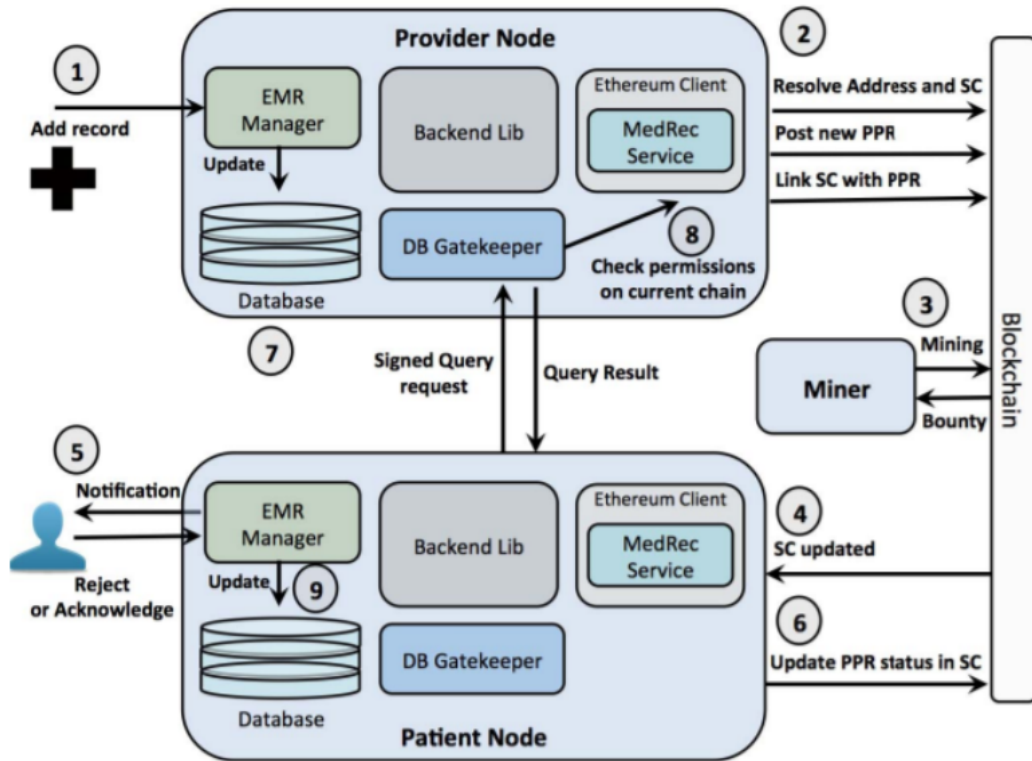 Provider Node
1
Add record
EMR
Manager
Update
Database
Backend Lib
DB Gatekeeper
Ethereum Client
MedRec
Service
8
Check permissions
on current chain
2
Resolve Address and SC
Post new PPR
Link SC with PPR
Blockchain
3
Mining
Bounty
Miner
7
Signed Query
request
Query Result
5
Notification
Reject
or Acknowledge
EMR
Manager
Update
9
Database
Backend Lib
DB Gatekeeper
Ethereum Client
MedRec
Service
4
SC updated
6
Update PPR status in SC
Patient Node